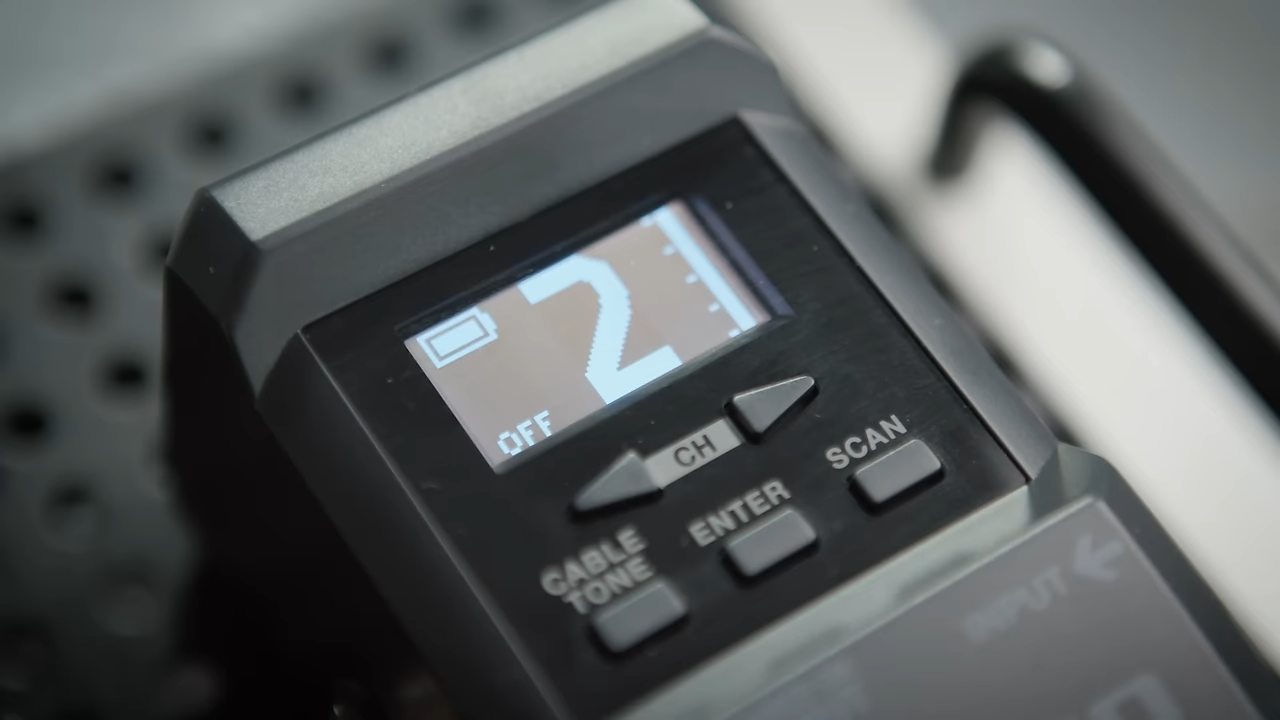 2
OFF
CH
SCAN
ENTER
CABLE
TONE
INPUT